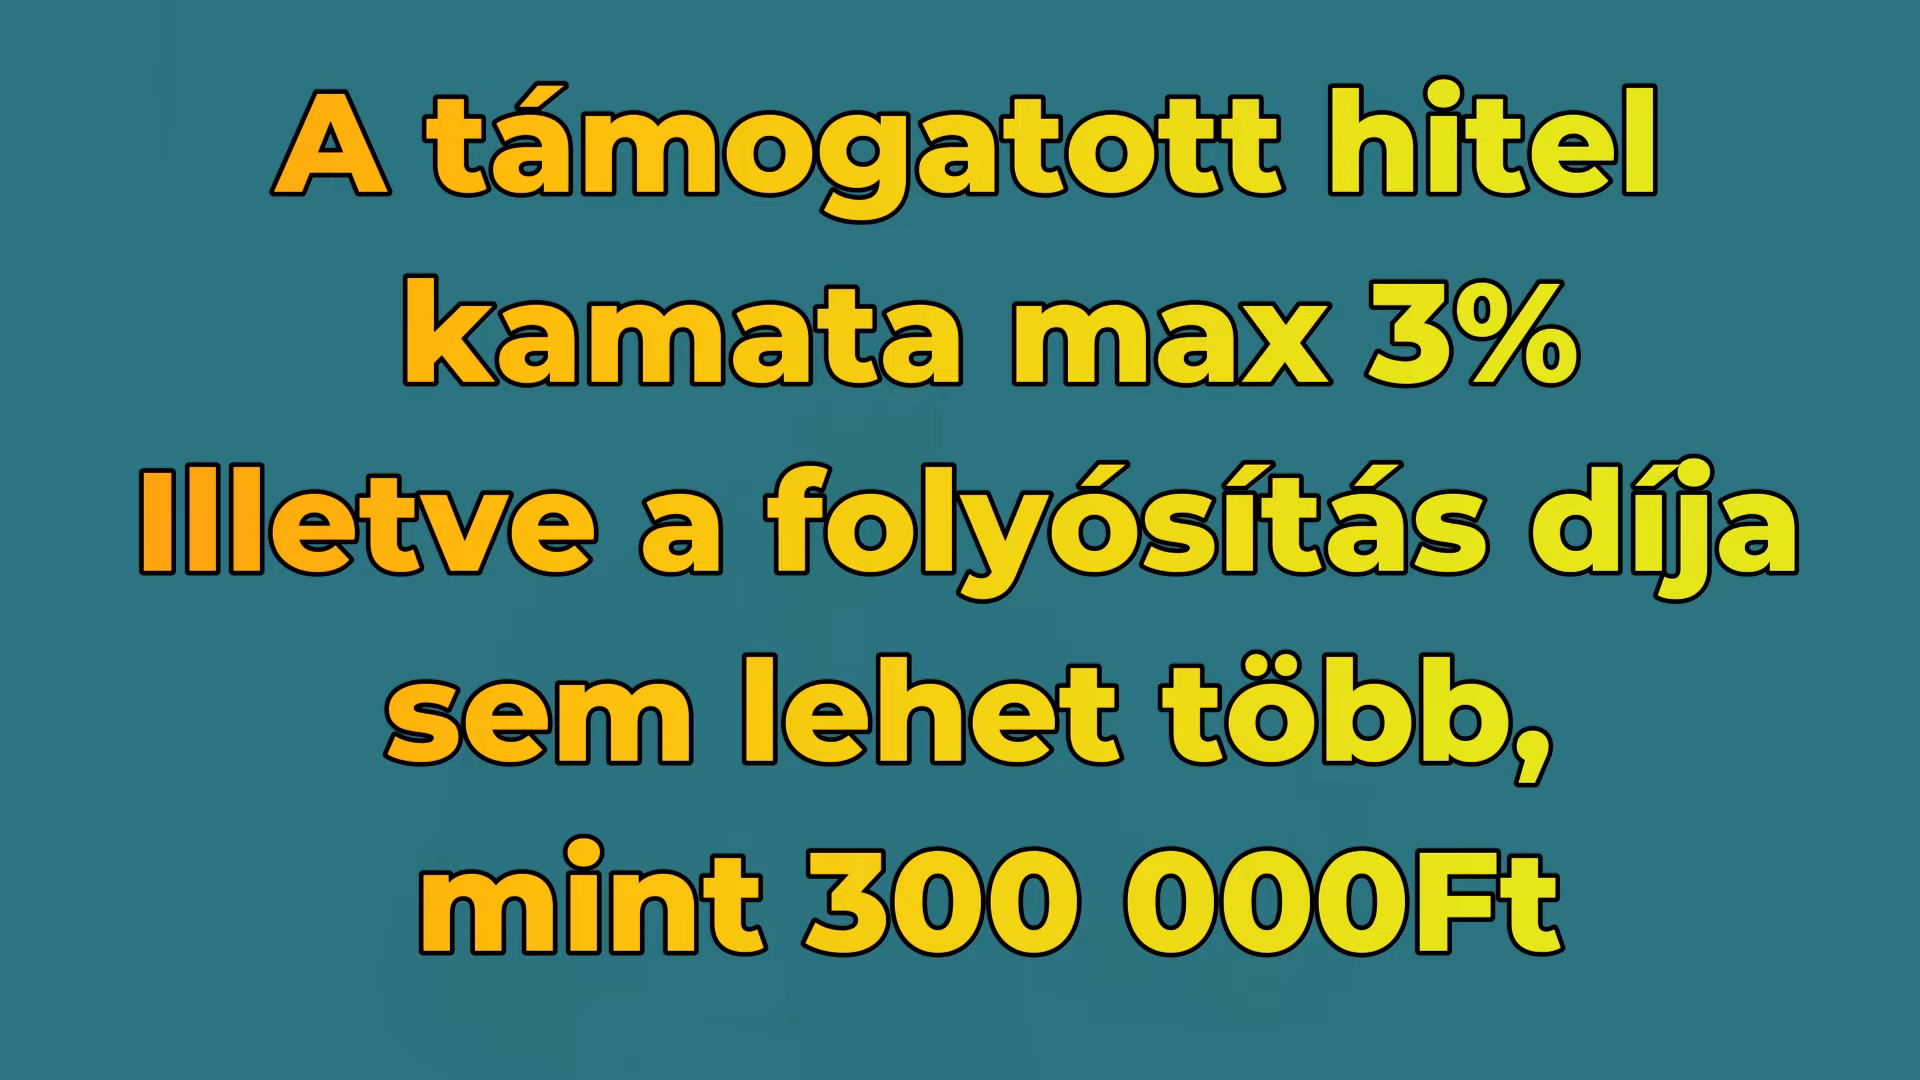 A támogatott hitel
kamata max 3%
Illetve a folyósítás díja
sem lehet több,
mint 300 000Ft